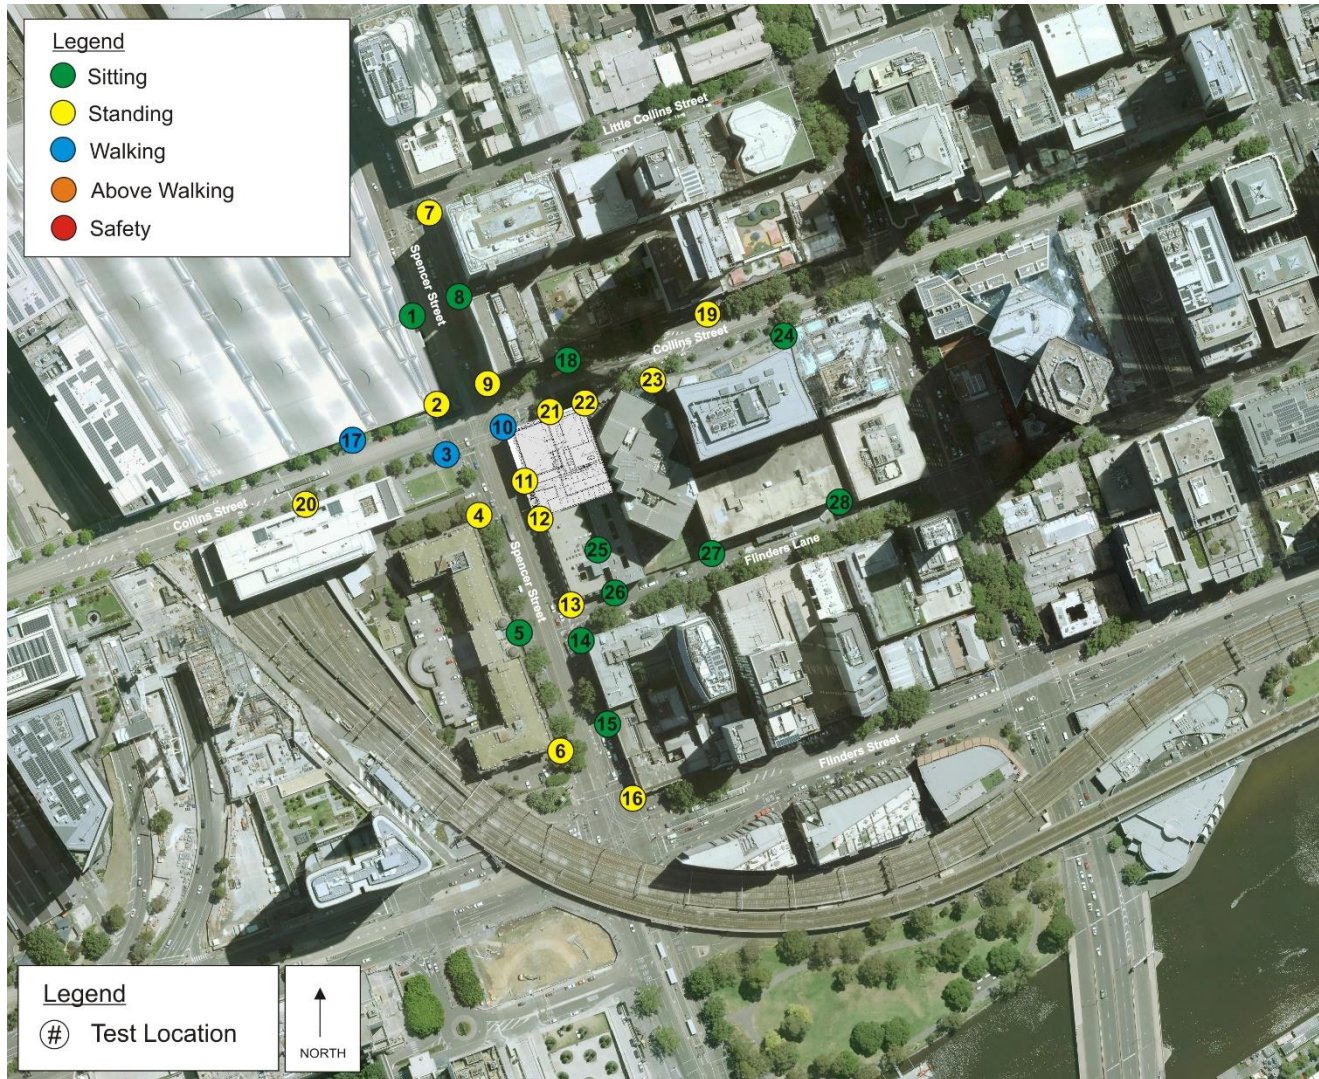 Legend
Sitting
Standing
Walking
Above Walking
Safety
Little Collins Street
7
Spencer Street
8
1
19
Collins Street
24
18
9
23
2
22
21
10
17
3
11
28
20
Collins Street
4
12
Spencer Street
25
27
Flinders Lane
26
13
5
14
15
6
Flinders Street
16
Legend
# Test Location
NORTH